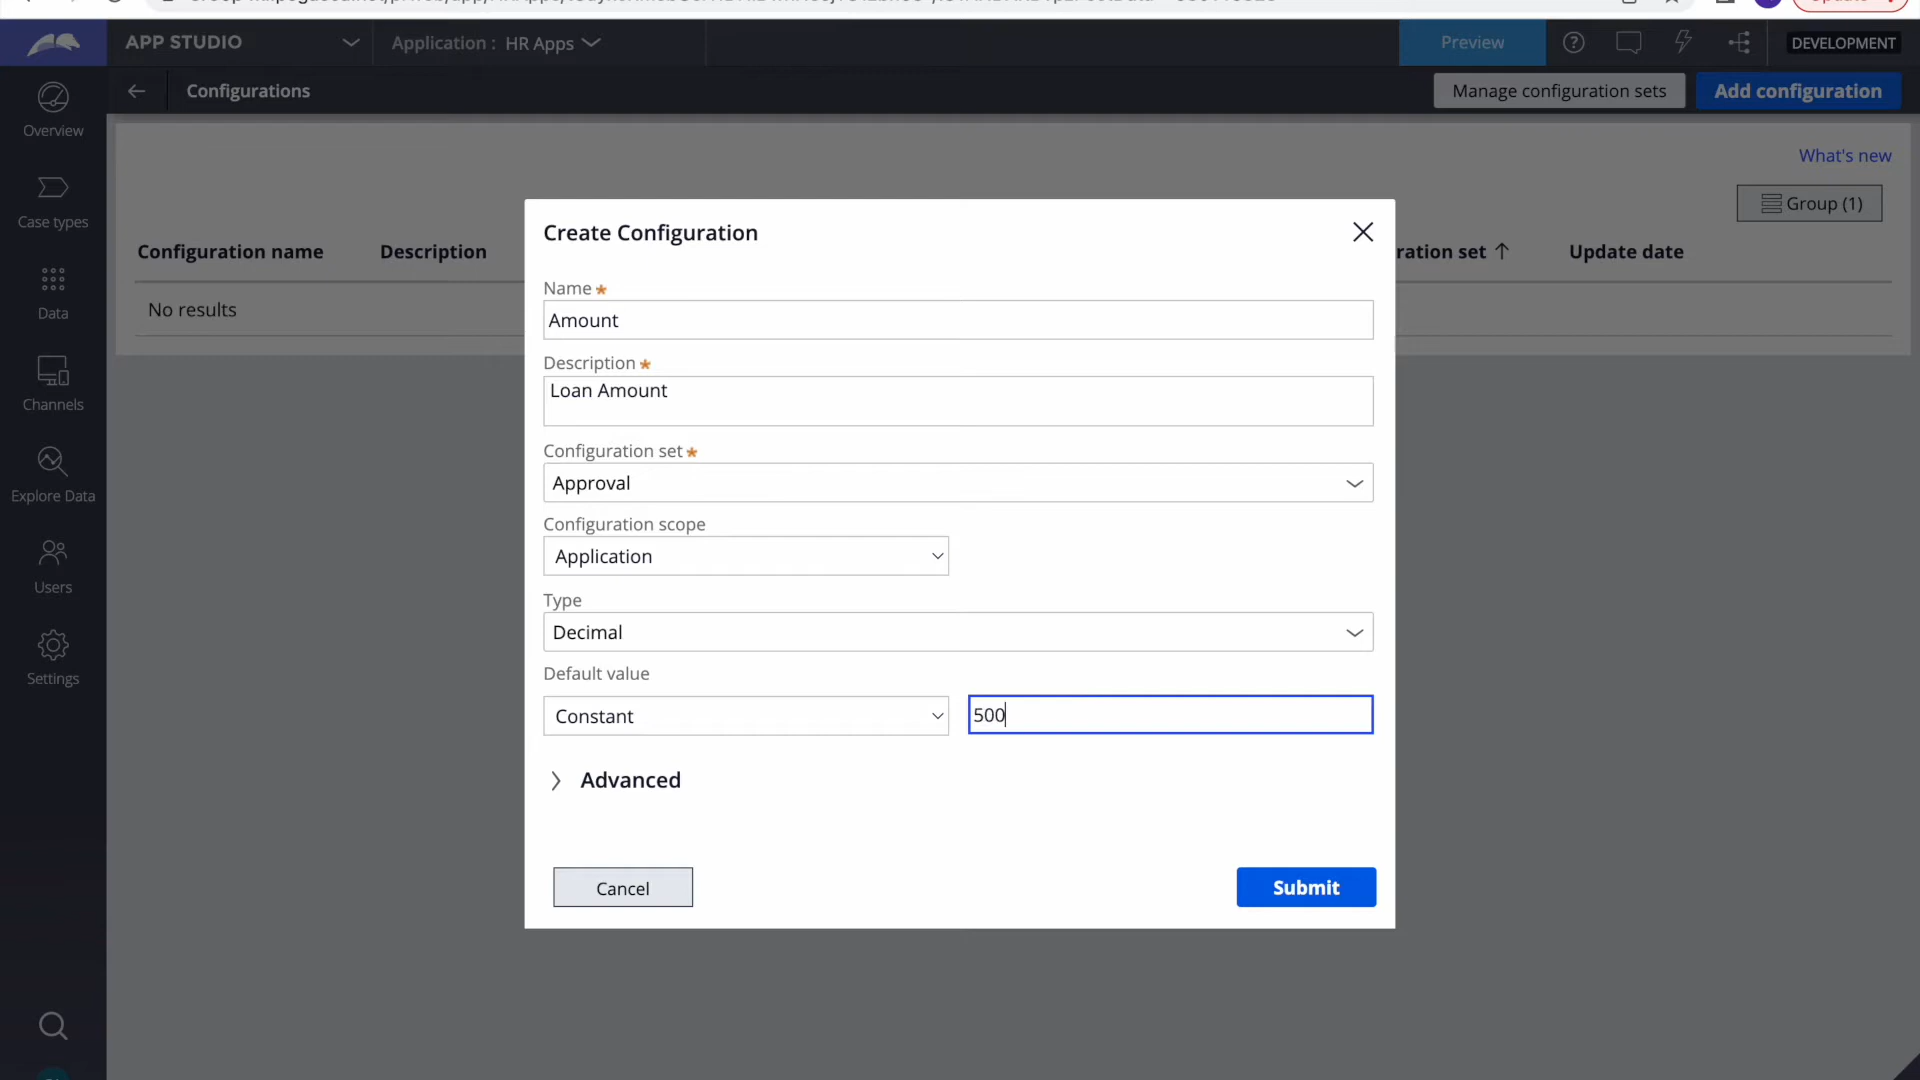 APP STUDIO
Application : HR Apps
Preview
DEVELOPMENT
Configurations
Manage configuration sets
Add configuration
Overview
What's new
Case types
Group (1)
Create Configuration
Configuration name
Description
ration set
Update date
No results
Name *
Amount
Data
Description *
Loan Amount
Channels
Configuration set *
Approval
Explore Data
Configuration scope
Application
Users
Type
Decimal
Settings
Default value
Constant
500
Advanced
Cancel
Submit